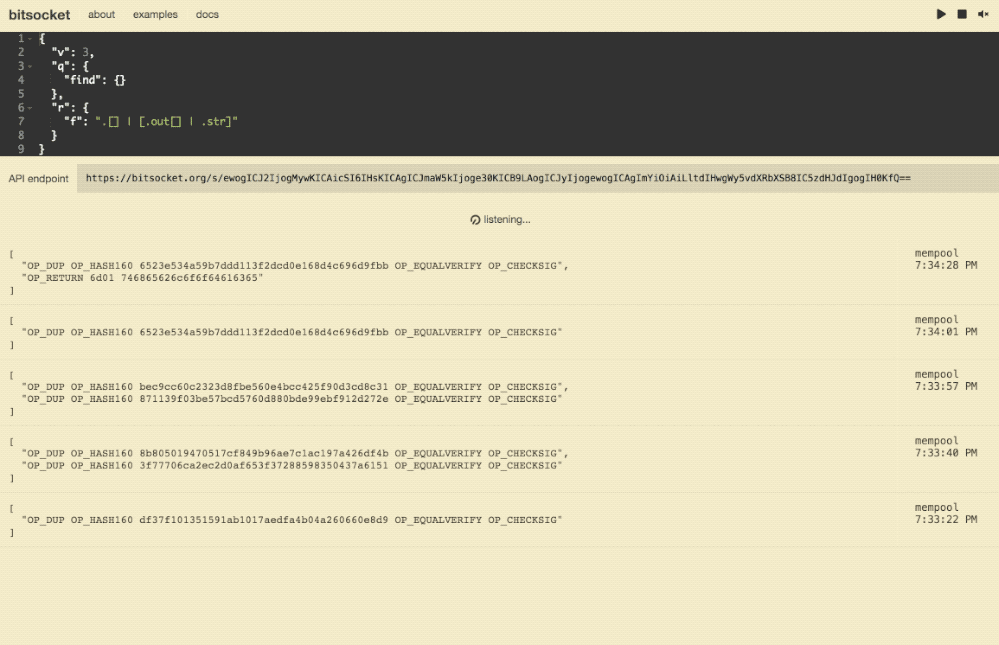 bitsocket about examples docs
1 {
2 "v": 3,
3 "q": {
4 "find": {}
5 },
6 "r": {
7 "f": ".[] | [.out[] | .str]"
8 }
9 }
API endpoint https://bitsocket.org/s/ewogICJ2IjogMywKICAicSI6IHsKICAgICJmaW5kIjoge30KICB9LAogICJyIjogewogICAgImYiOiAiLltdIHwgWy5vdXRbXSB8IC5zdHJdIgogIH0KfQ==
listening...
[ mempool
"OP_DUP OP_HASH160 6523e534a59b7ddd113f2dcd0e168d4c696d9fbb OP_EQUALVERIFY OP_CHECKSIG", 7:34:28 PM
"OP_RETURN 6d01 746865626c6f6f64616365"
]
[ mempool
"OP_DUP OP_HASH160 6523e534a59b7ddd113f2dcd0e168d4c696d9fbb OP_EQUALVERIFY OP_CHECKSIG" 7:34:01 PM
]
[ mempool
"OP_DUP OP_HASH160 bec9cc60c2323d8fbe560e4bcc425f90d3cd8c31 OP_EQUALVERIFY OP_CHECKSIG", 7:33:57 PM
"OP_DUP OP_HASH160 871139f03be57bcd5760d880bde99ebf912d272e OP_EQUALVERIFY OP_CHECKSIG"
]
[ mempool
"OP_DUP OP_HASH160 8b805019470517cf849b96ae7c1ac197a426df4b OP_EQUALVERIFY OP_CHECKSIG", 7:33:40 PM
"OP_DUP OP_HASH160 3f77706ca2ec2d0af653f37288598350437a6151 OP_EQUALVERIFY OP_CHECKSIG"
]
[ mempool
"OP_DUP OP_HASH160 df37f101351591ab1017aedfa4b04a260660e8d9 OP_EQUALVERIFY OP_CHECKSIG" 7:33:22 PM
]